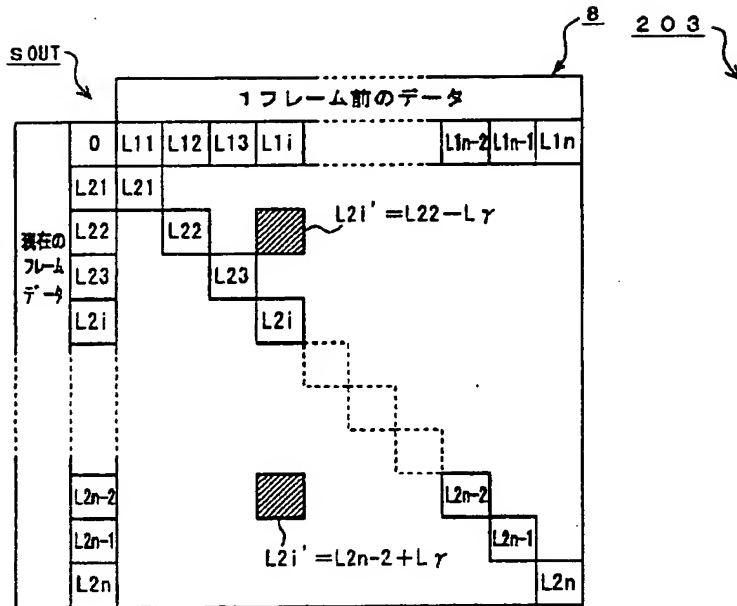 SOUT
8
203
1フレーム前のデータ
0 L11 L12 L13 L1i L1n-2 L1n-1 L1n
現在の
フレーム
データ
L21 L21
L22 L22 L2i'=L22-Lγ
L23 L23
L2i L2i
L2n-2 L2n-2
L2n-1 L2n-1
L2i'=L2n-2+Lγ
L2n L2n